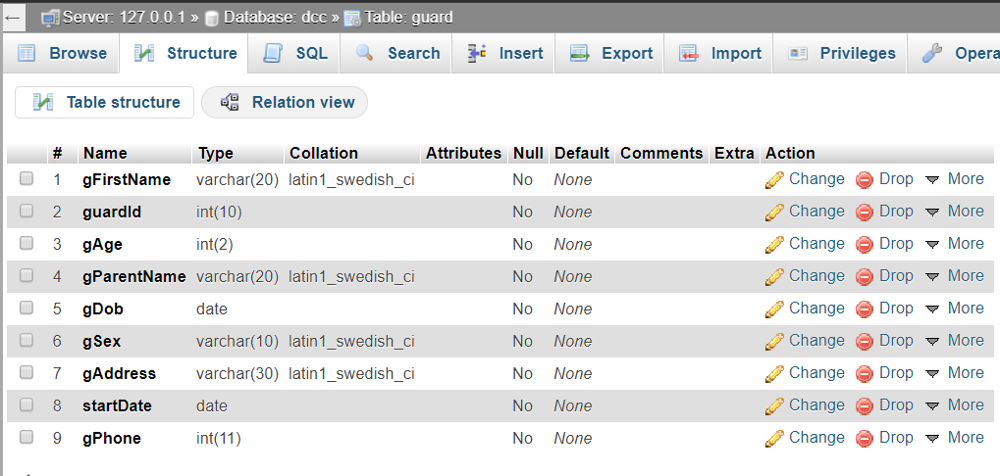 ← Server: 127.0.0.1 » Database: dcc » Table: guard
Browse Structure SQL Search Insert Export Import Privileges Opera
Table structure Relation view
# Name Type Collation Attributes Null Default Comments Extra Action
1 gFirstName varchar(20) latin1_swedish_ci No None Change Drop More
2 guardId int(10) No None Change Drop More
3 gAge int(2) No None Change Drop More
4 gParentName varchar(20) latin1_swedish_ci No None Change Drop More
5 gDob date No None Change Drop More
6 gSex varchar(10) latin1_swedish_ci No None Change Drop More
7 gAddress varchar(30) latin1_swedish_ci No None Change Drop More
8 startDate date No None Change Drop More
9 gPhone int(11) No None Change Drop More